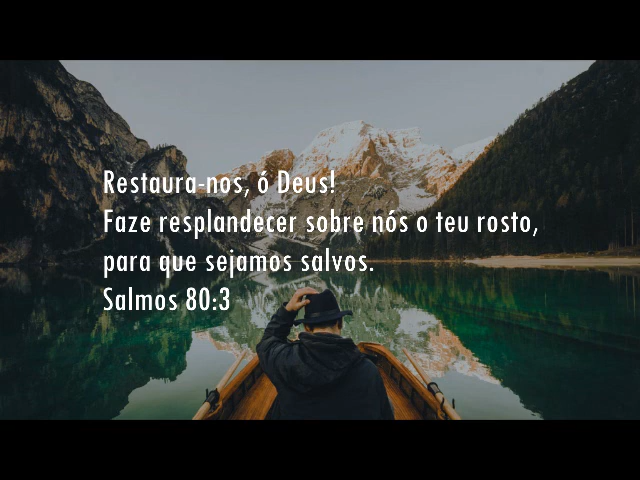 Restaura-nos, ó Deus!
Faze resplandecer sobre nós o teu rosto,
para que sejamos salvos.
Salmos 80:3